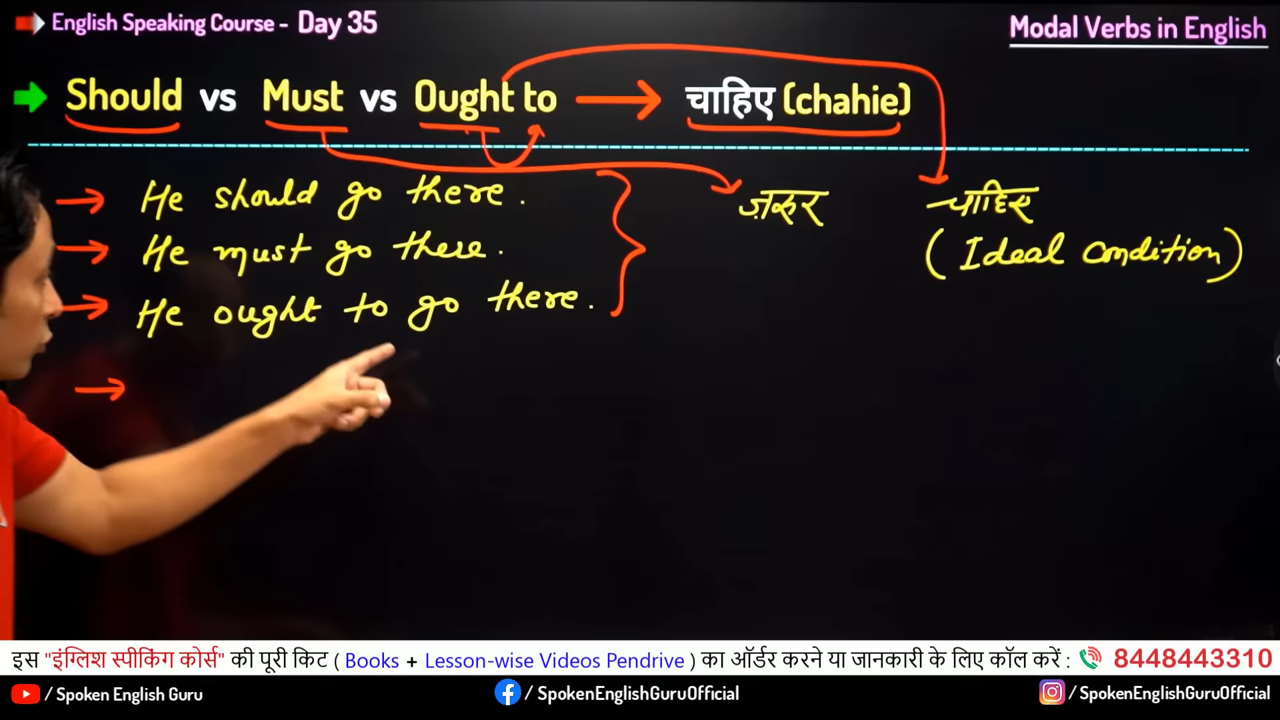 English Speaking Course - Day 35
Modal Verbs in English
Should vs Must vs Ought to → चाहिए (chahie)
→ He should go there.
→ He must go there.
→ He ought to go there.
→
ज़रूर
चाहिए
(Ideal condition)
इस "इंग्लिश स्पीकिंग कोर्स" की पूरी किट ( Books + Lesson-wise Videos Pendrive ) का ऑर्डर करने या जानकारी के लिए कॉल करें : 8448443310
/ Spoken English Guru
/ SpokenEnglishGuruOfficial
/ SpokenEnglishGuruOfficial